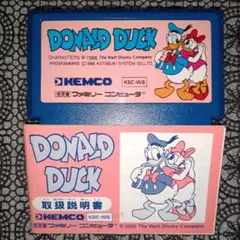 DONALD DUCK
CHARACTERS © 1988 The Walt Disney Company
PROGRAMING © 1988 KOTOBUKI SYSTEM CO., LTD.
KEMCO KSC-WS
ファミリー コンピュータ
DONALD
DUCK
取扱説明書
KEMCO KSC-WS
ファミリー コンピュータ
© 1988 The Walt Disney Company